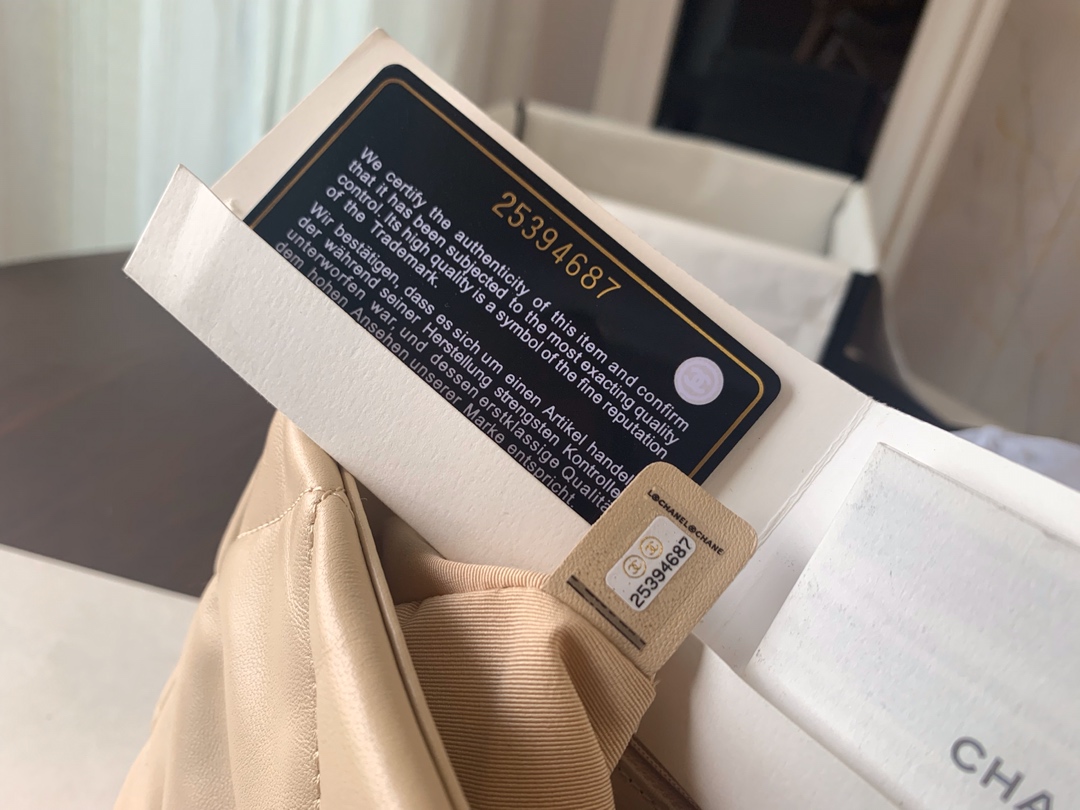 25394687
We certify the authenticity of this item and confirm
that it has been subjected to the most exacting quality
control. Its high quality is a symbol of the fine reputation
of the Trademark.
Wir bestätigen, dass es sich um einen Artikel handel
der während seiner Herstellung strengsten Kontrolle
unterworfen war, und dessen erstklassige Qualitä
dem hohen Ansehen unserer Marke entspricht.
L©CHANEL©CHANE
25394687
CHA